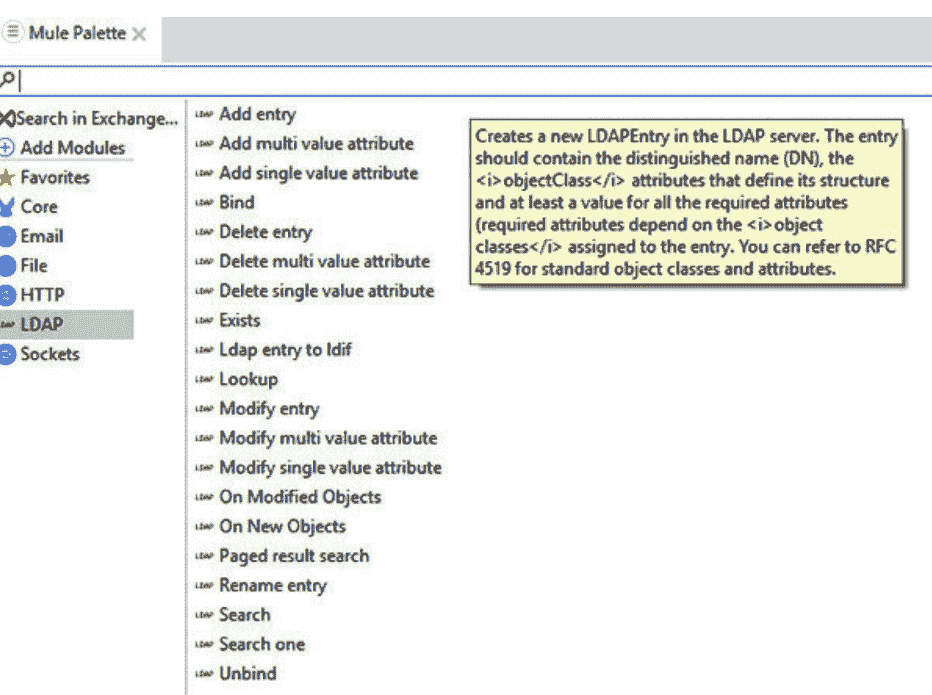 Mule Palette
Search in Exchange...
Add Modules
Favorites
Core
Email
File
HTTP
LDAP
Sockets
Add entry
Add multi value attribute
Add single value attribute
Bind
Delete entry
Delete multi value attribute
Delete single value attribute
Exists
Ldap entry to ldif
Lookup
Modify entry
Modify multi value attribute
Modify single value attribute
On Modified Objects
On New Objects
Paged result search
Rename entry
Search
Search one
Unbind
Creates a new LDAPEntry in the LDAP server. The entry
should contain the distinguished name (DN), the
<i>objectClass</i> attributes that define its structure
and at least a value for all the required attributes
(required attributes depend on the <i>object
classes</i> assigned to the entry. You can refer to RFC
4519 for standard object classes and attributes.